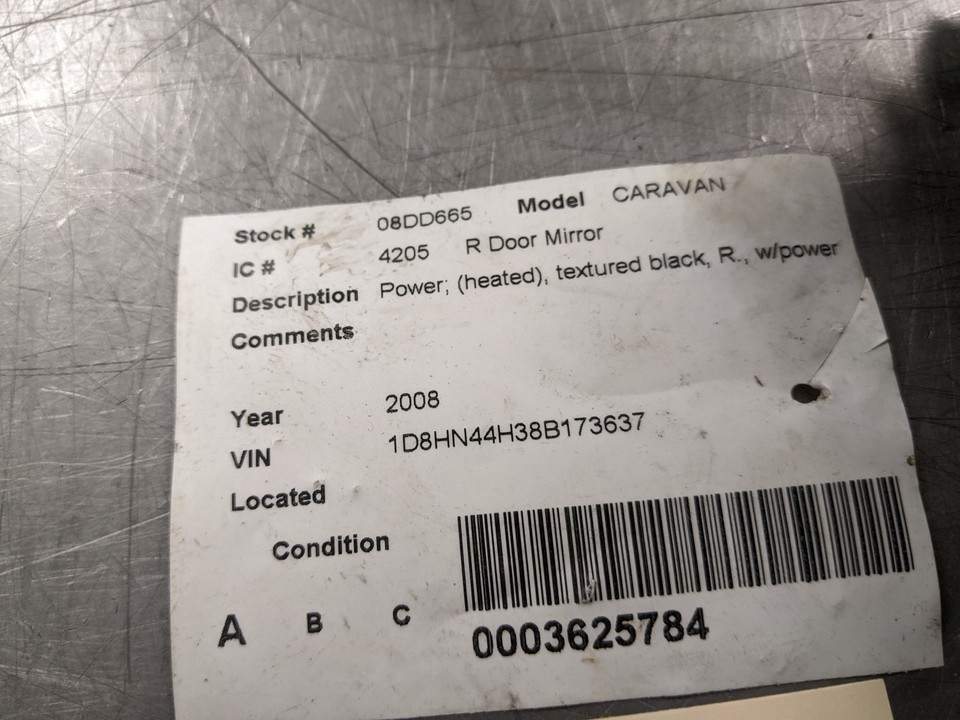 Stock # 08DD665 Model CARAVAN
IC # 4205 R Door Mirror
Description Power; (heated), textured black, R., w/power
Comments
Year 2008
VIN 1D8HN44H38B173637
Located
Condition
A B C
0003625784